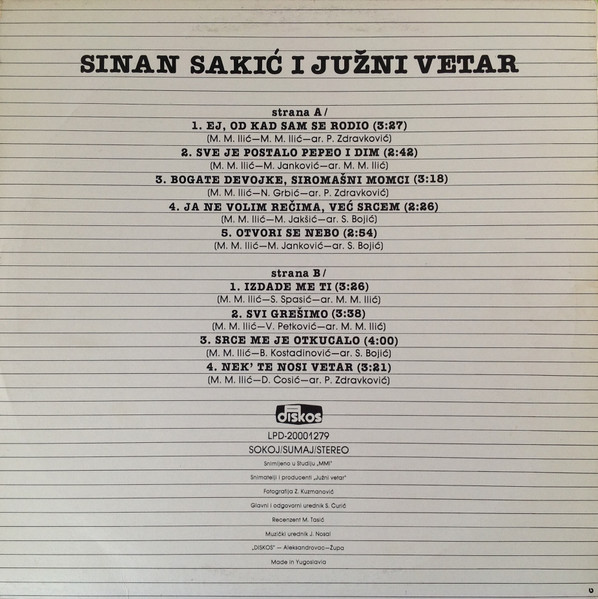 SINAN SAKIĆ I JUŽNI VETAR
strana A/
1. EJ, OD KAD SAM SE RODIO (3:27)
(M. M. Ilić—M. M. Ilić—ar. P. Zdravković)
2. SVE JE POSTALO PEPEO I DIM (2:42)
(M. M. Ilić—M. Janković—ar. M. M. Ilić)
3. BOGATE DEVOJKE, SIROMAŠNI MOMCI (3:18)
(M. M. Ilić—N. Grbić—ar. P. Zdravković)
4. JA NE VOLIM REČIMA, VEĆ SRCEM (2:26)
(M. M. Ilić—M. Jakšić—ar. S. Bojić)
5. OTVORI SE NEBO (2:54)
(M. M. Ilić—M. Janković—ar. S. Bojić)
strana B/
1. IZDADE ME TI (3:26)
(M. M. Ilić—S. Spasić—ar. M. M. Ilić)
2. SVI GREŠIMO (3:38)
(M. M. Ilić—V. Petković—ar. M. M. Ilić)
3. SRCE ME JE OTKUCALO (4:00)
(M. M. Ilić—B. Kostadinović—ar. S. Bojić)
4. NEK' TE NOSI VETAR (3:21)
(M. M. Ilić—D. Cosić—ar. P. Zdravković)
diskos
LPD-20001279
SOKOJ/SUMAJ/STEREO
Snimljeno u Studiju „MMI"
Snimatelji i producenti „Južni vetar"
Fotografija Z. Kuzmanović
Glavni i odgovorni urednik S. Ćurić
Recenzent M. Tasić
Muzički urednik J. Nosal
„DISKOS" — Aleksandrovac—Župa
Made in Yugoslavia